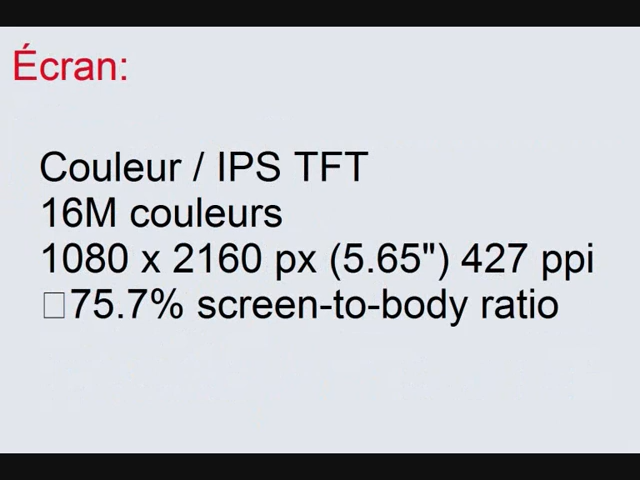 Écran:
Couleur / IPS TFT
16M couleurs
1080 x 2160 px (5.65") 427 ppi
□75.7% screen-to-body ratio